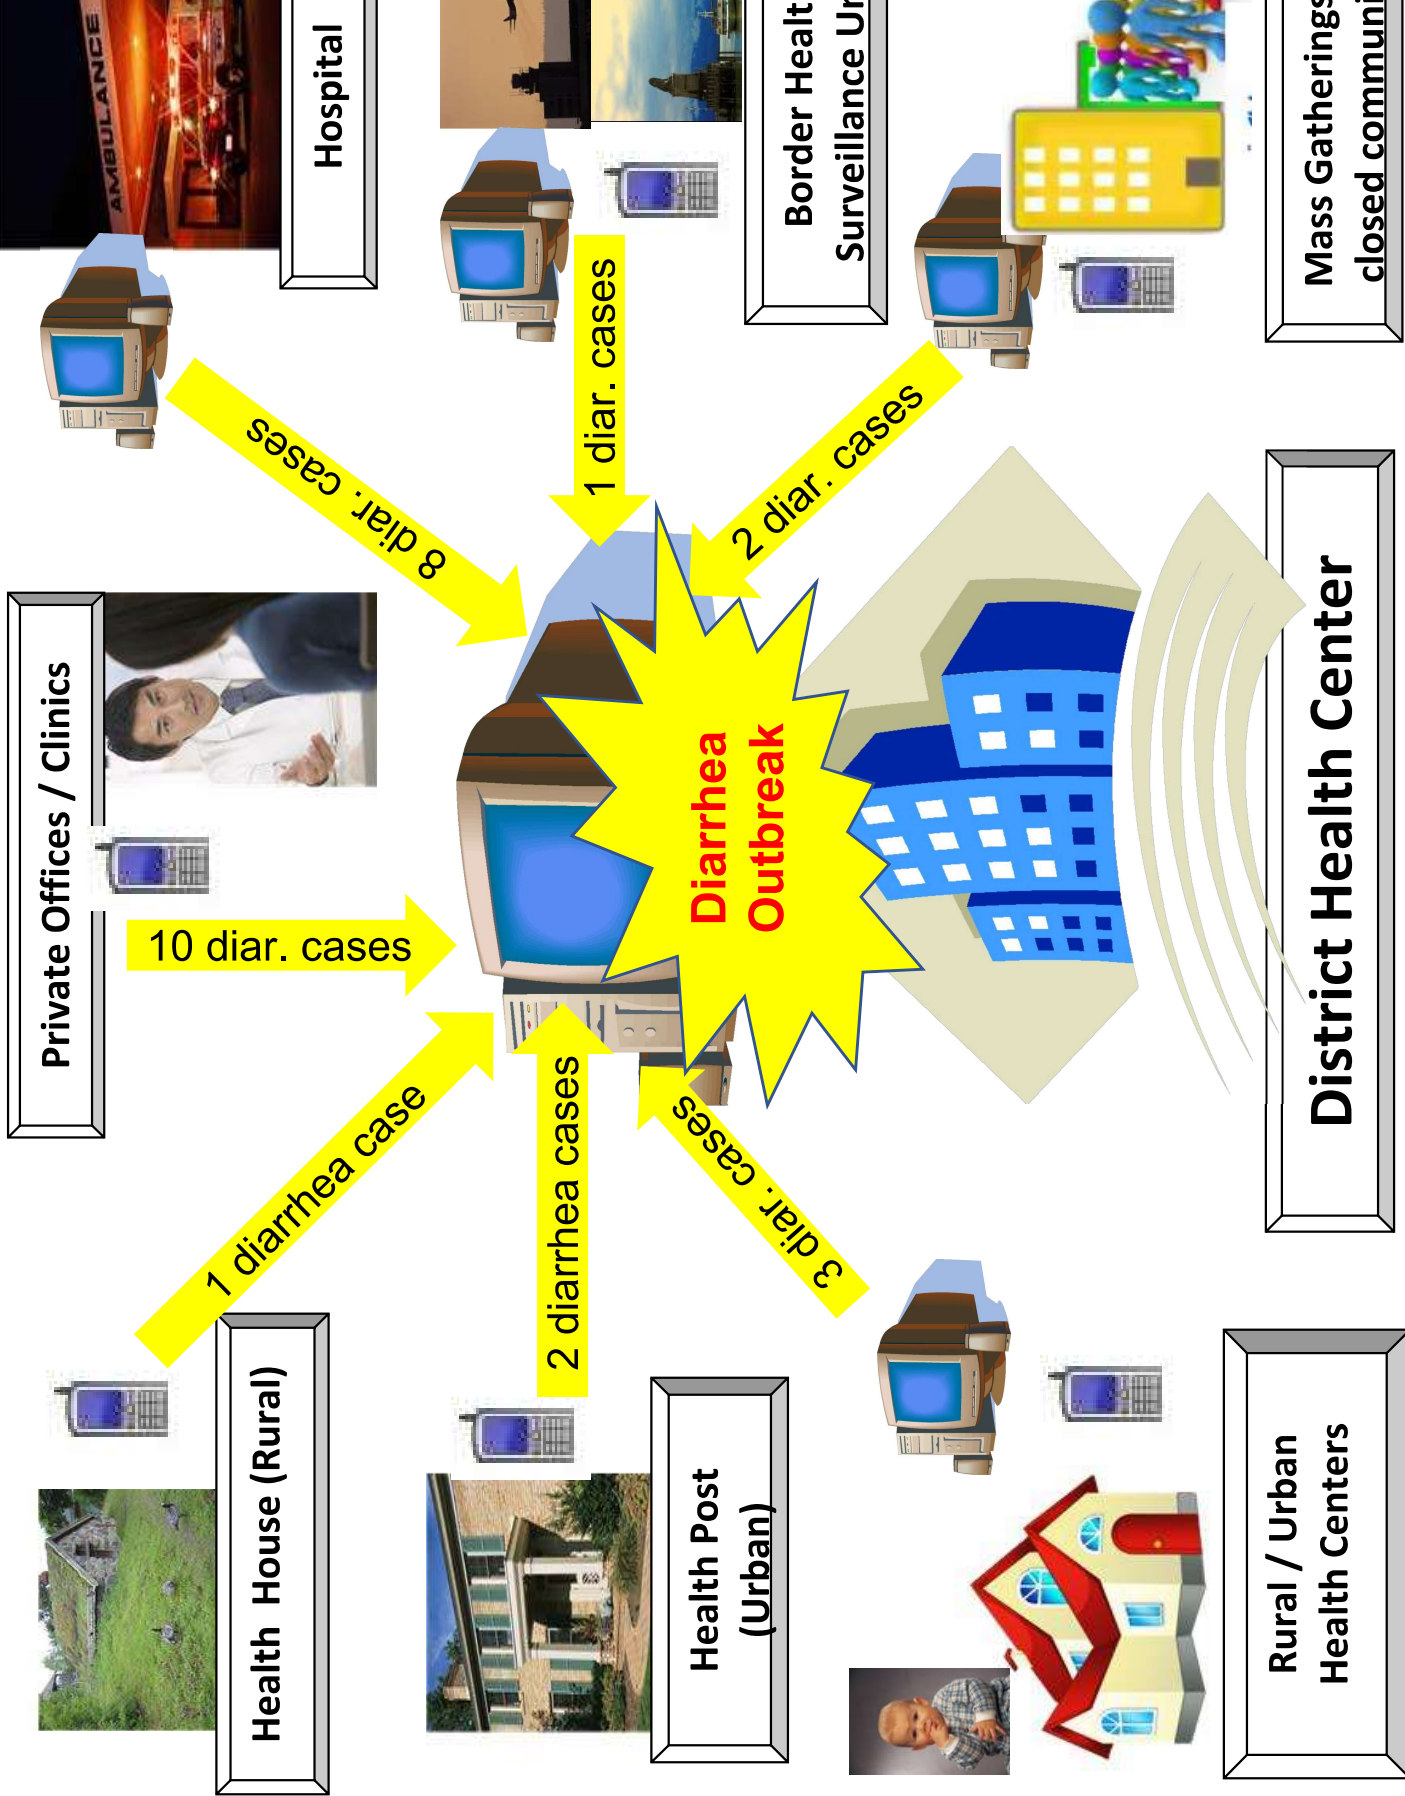 Private Offices / Clinics
AMBULANCE
Hospital
Health House (Rural)
1 diarrhea case
10 diar. cases
8 diar. cases
Health Post
(Urban)
2 diarrhea cases
1 diar. cases
Border Healt
Surveillance Un
Diarrhea
Outbreak
3 diar. cases
2 diar. cases
Rural / Urban
Health Centers
District Health Center
Mass Gatherings
closed communi